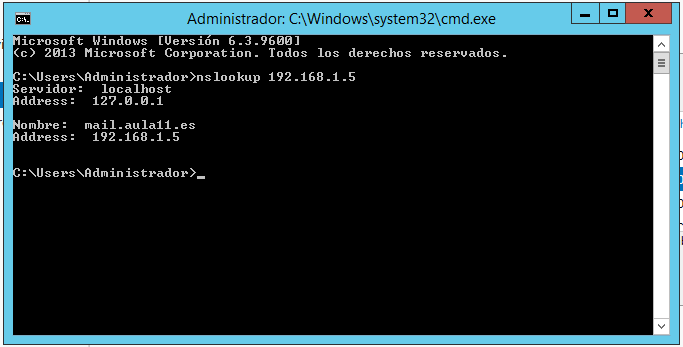 Administrador: C:\Windows\system32\cmd.exe
Microsoft Windows [Versión 6.3.9600]
(c) 2013 Microsoft Corporation. Todos los derechos reservados.
C:\Users\Administrador>nslookup 192.168.1.5
Servidor:  localhost
Address:  127.0.0.1
Nombre:  mail.aula11.es
Address:  192.168.1.5
C:\Users\Administrador>_